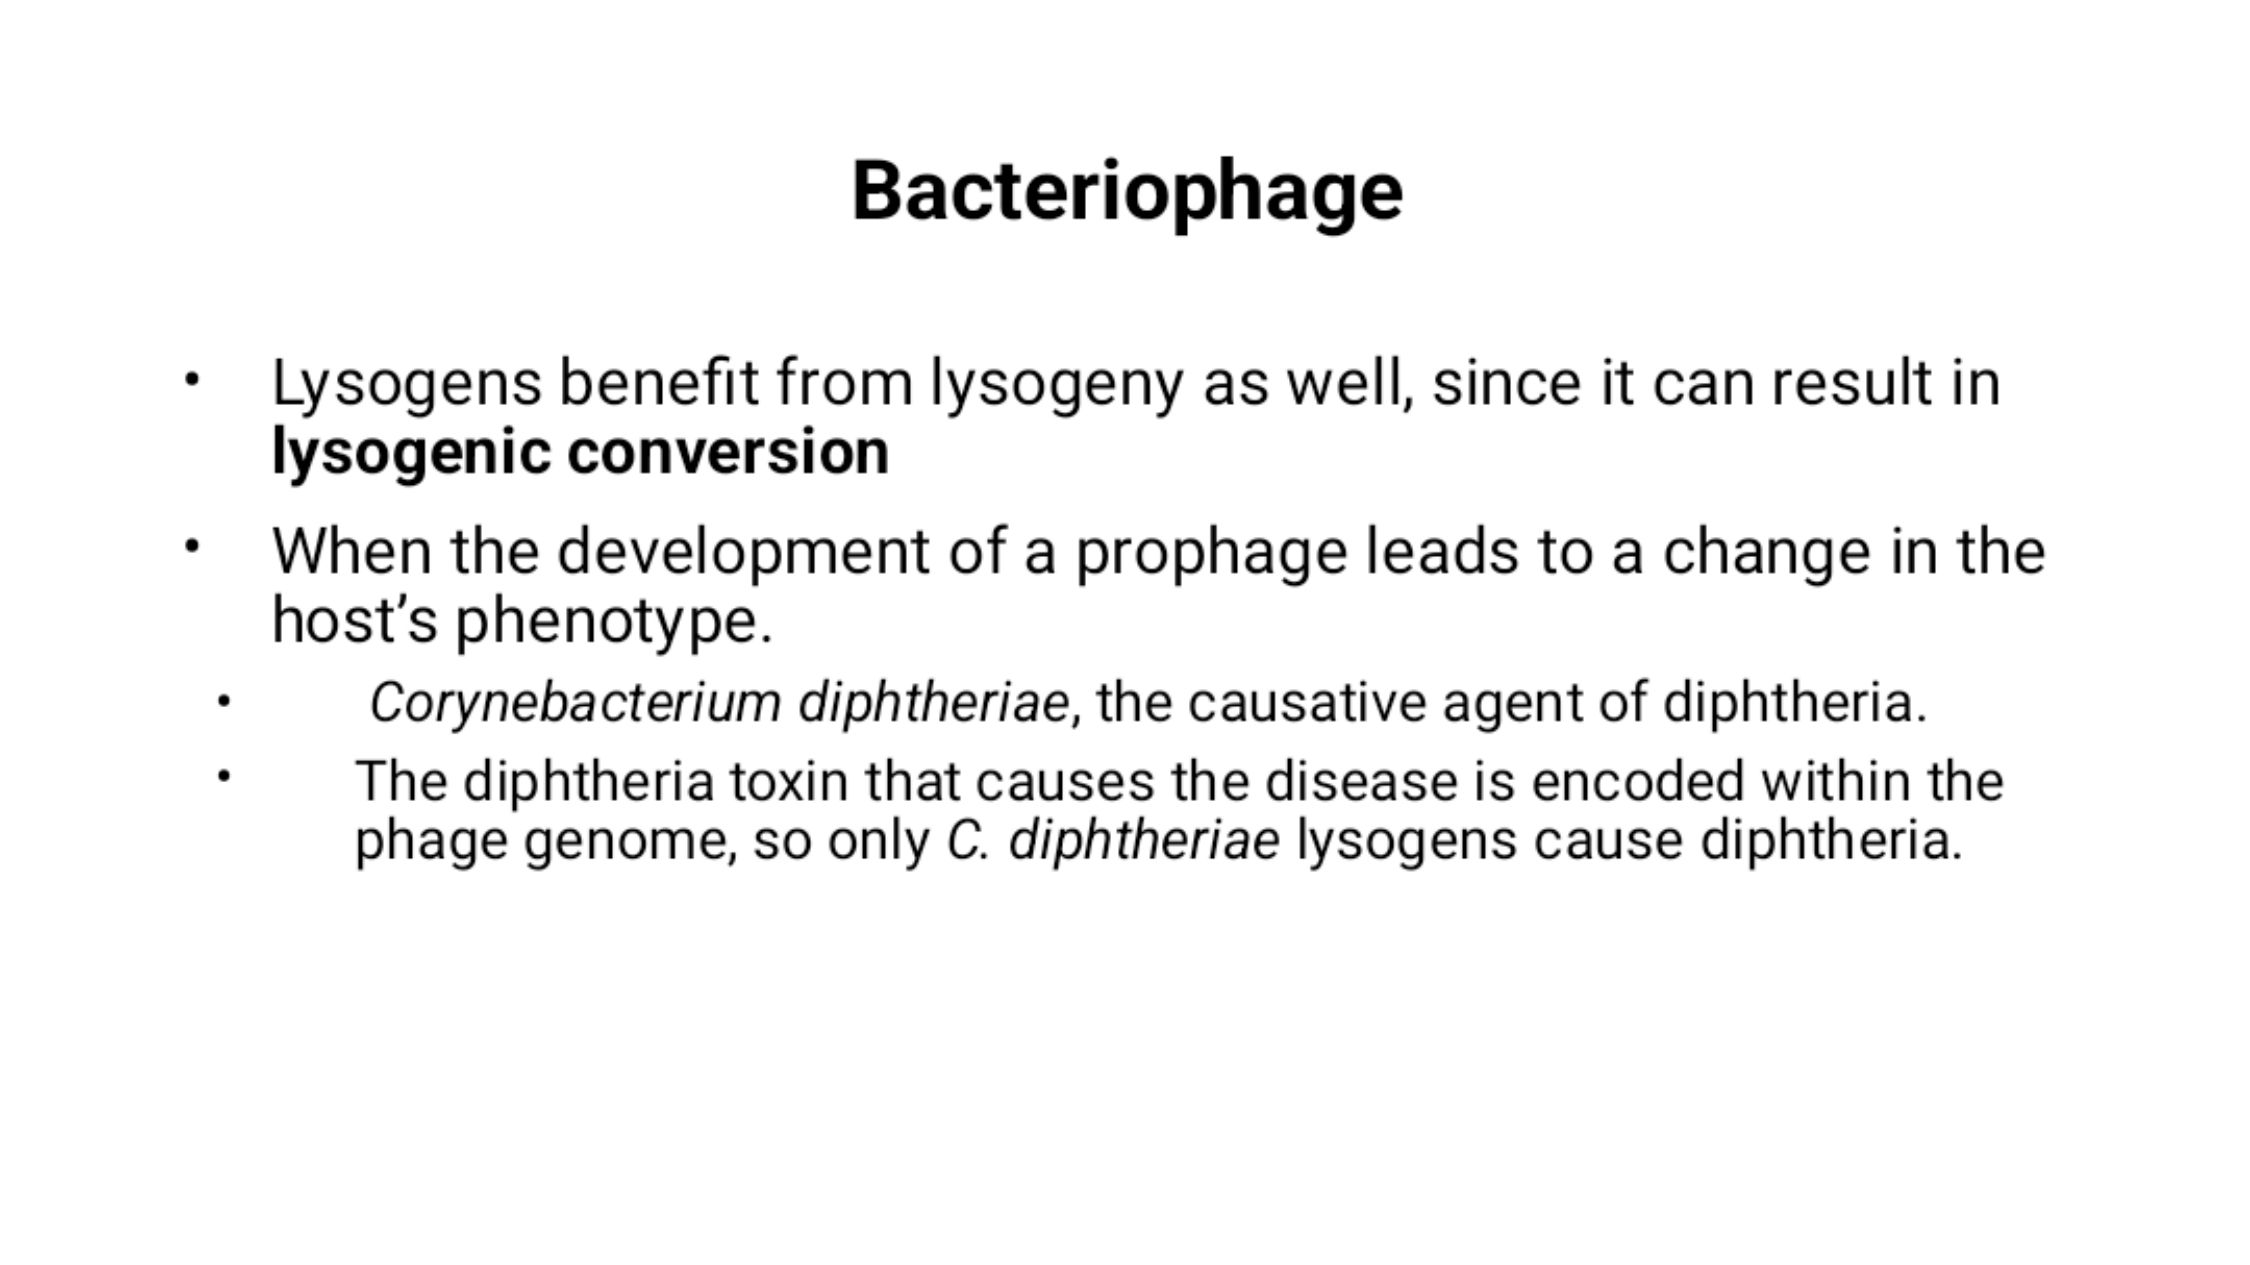 Bacteriophage
• Lysogens benefit from lysogeny as well, since it can result in
lysogenic conversion
• When the development of a prophage leads to a change in the
host’s phenotype.
• Corynebacterium diphtheriae, the causative agent of diphtheria.
• The diphtheria toxin that causes the disease is encoded within the
phage genome, so only C. diphtheriae lysogens cause diphtheria.